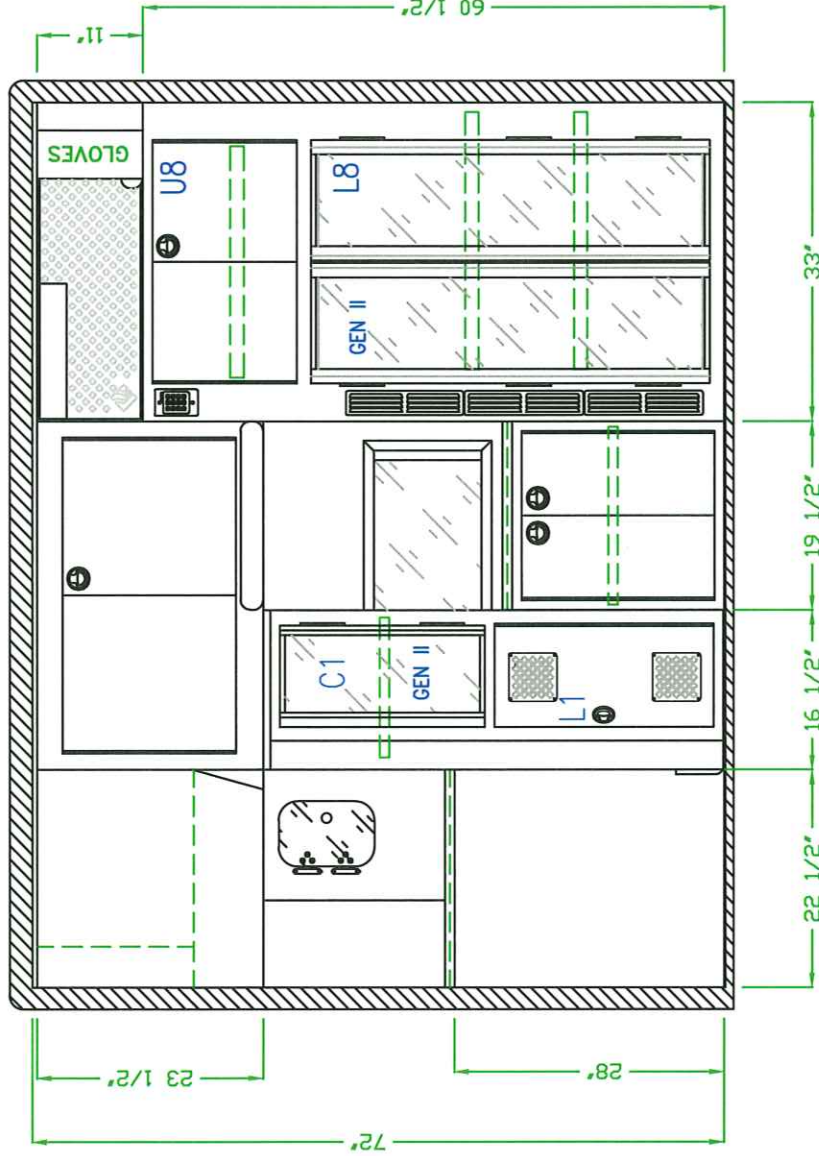 11"
60 1/2"
GLOVES
U8
L8
GEN II
C1
GEN II
L1
23 1/2"
28"
72"
22 1/2"
16 1/2"
19 1/2"
33"